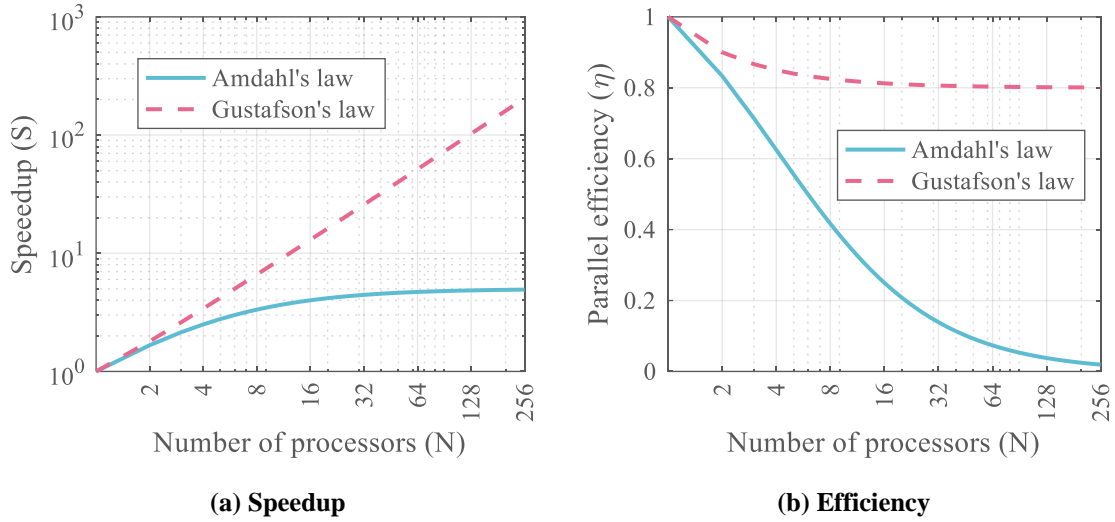 10^3
10^2
10^1
10^0
Speedup (S)
Amdahl's law
Gustafson's law
2 4 8 16 32 64 128 256
Number of processors (N)
(a) Speedup
1
0.8
0.6
0.4
0.2
0
Parallel efficiency (η)
Amdahl's law
Gustafson's law
2 4 8 16 32 64 128 256
Number of processors (N)
(b) Efficiency